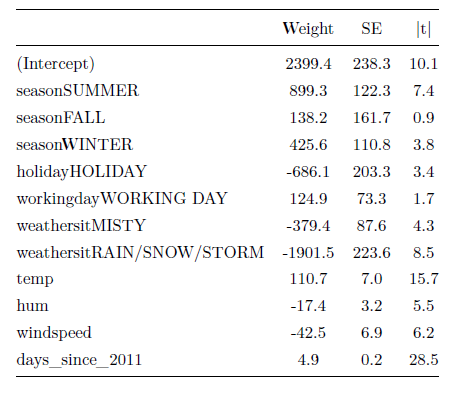 Weight SE |t|
(Intercept) 2399.4 238.3 10.1
seasonSUMMER 899.3 122.3 7.4
seasonFALL 138.2 161.7 0.9
seasonWINTER 425.6 110.8 3.8
holidayHOLIDAY -686.1 203.3 3.4
workingdayWORKING DAY 124.9 73.3 1.7
weathersitMISTY -379.4 87.6 4.3
weathersitRAIN/SNOW/STORM -1901.5 223.6 8.5
temp 110.7 7.0 15.7
hum -17.4 3.2 5.5
windspeed -42.5 6.9 6.2
days_since_2011 4.9 0.2 28.5